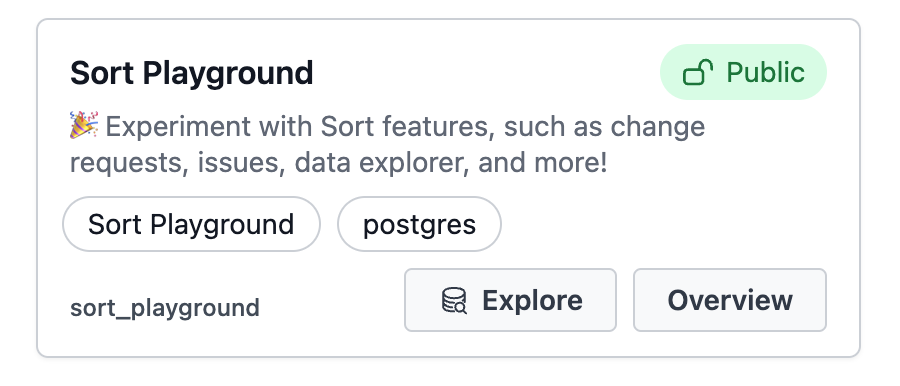 Sort Playground
Public
🎉 Experiment with Sort features, such as change
requests, issues, data explorer, and more!
Sort Playground
postgres
sort_playground
Explore
Overview